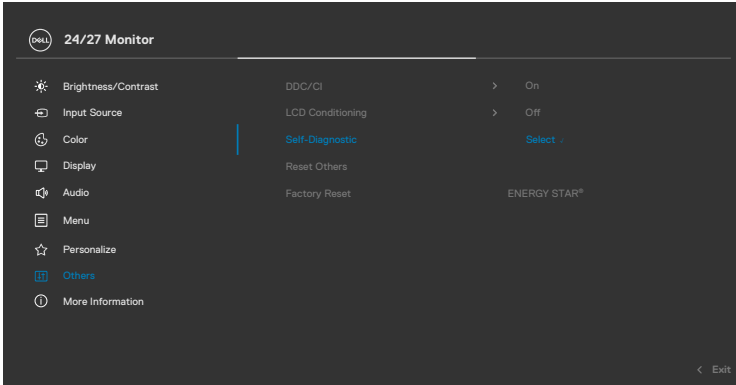 DELL 24/27 Monitor
Brightness/Contrast DDC/CI > On
Input Source LCD Conditioning > Off
Color Self-Diagnostic Select
Display Reset Others
Audio Factory Reset ENERGY STAR®
Menu
Personalize
Others
More Information
< Exit